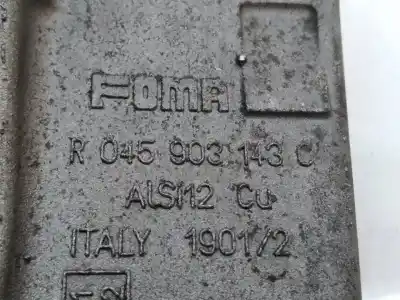 FOMA
R 045 903 143 C
AlSi12 Cu
ITALY 1901/2